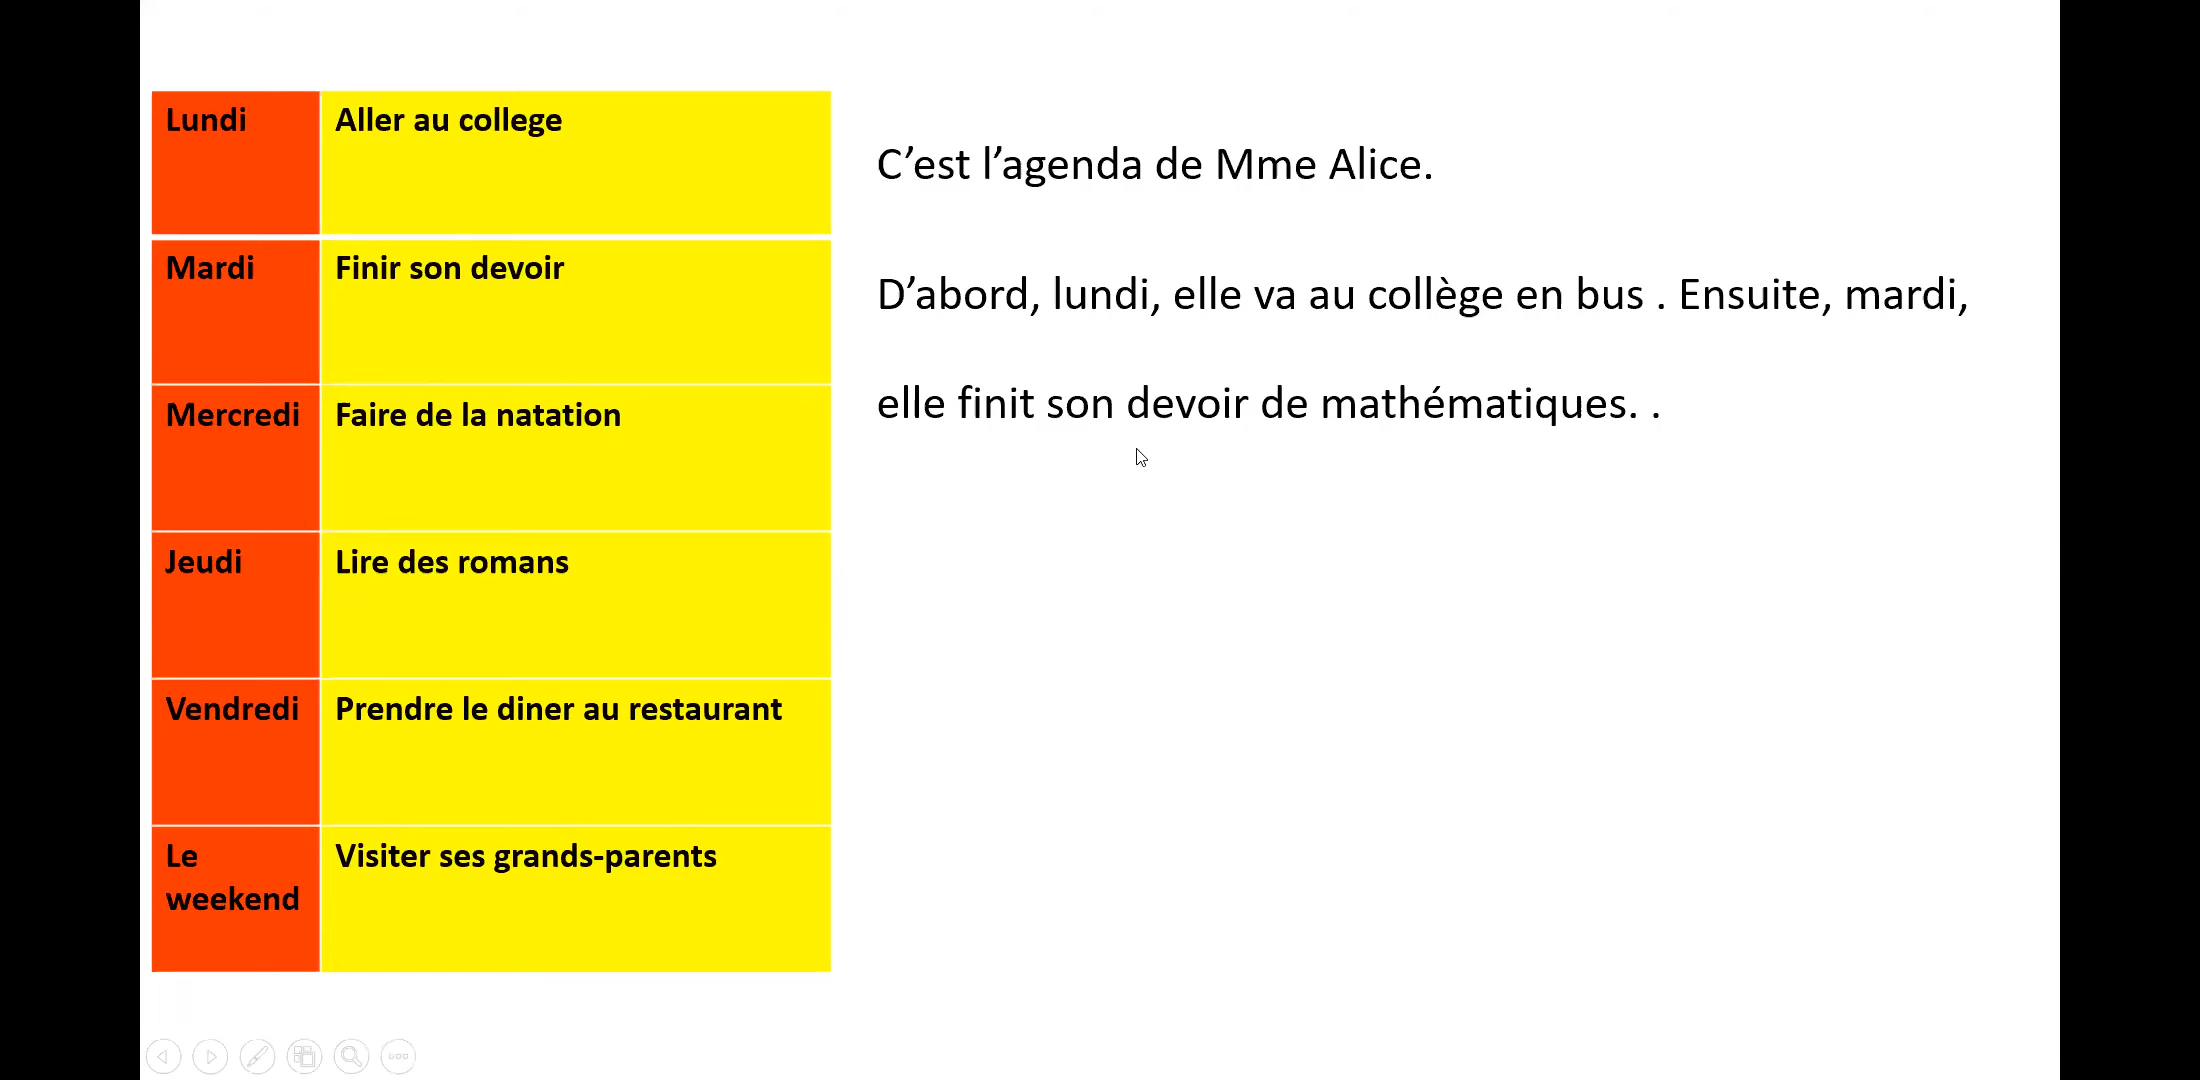 Lundi
Aller au college
Mardi
Finir son devoir
Mercredi
Faire de la natation
Jeudi
Lire des romans
Vendredi
Prendre le diner au restaurant
Le
weekend
Visiter ses grands-parents
C’est l’agenda de Mme Alice.
D’abord, lundi, elle va au collège en bus . Ensuite, mardi,
elle finit son devoir de mathématiques. .